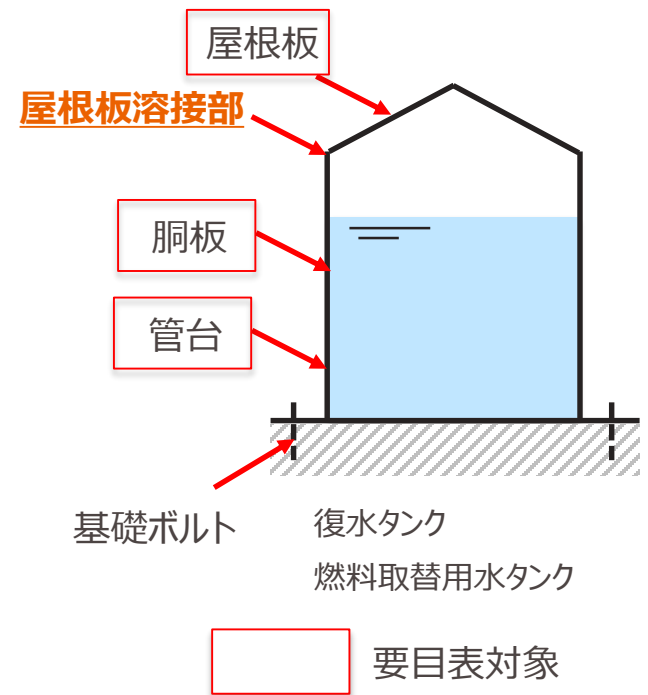 屋根板
屋根板溶接部
胴板
管台
基礎ボルト
復水タンク
燃料取替用水タンク
要目表対象